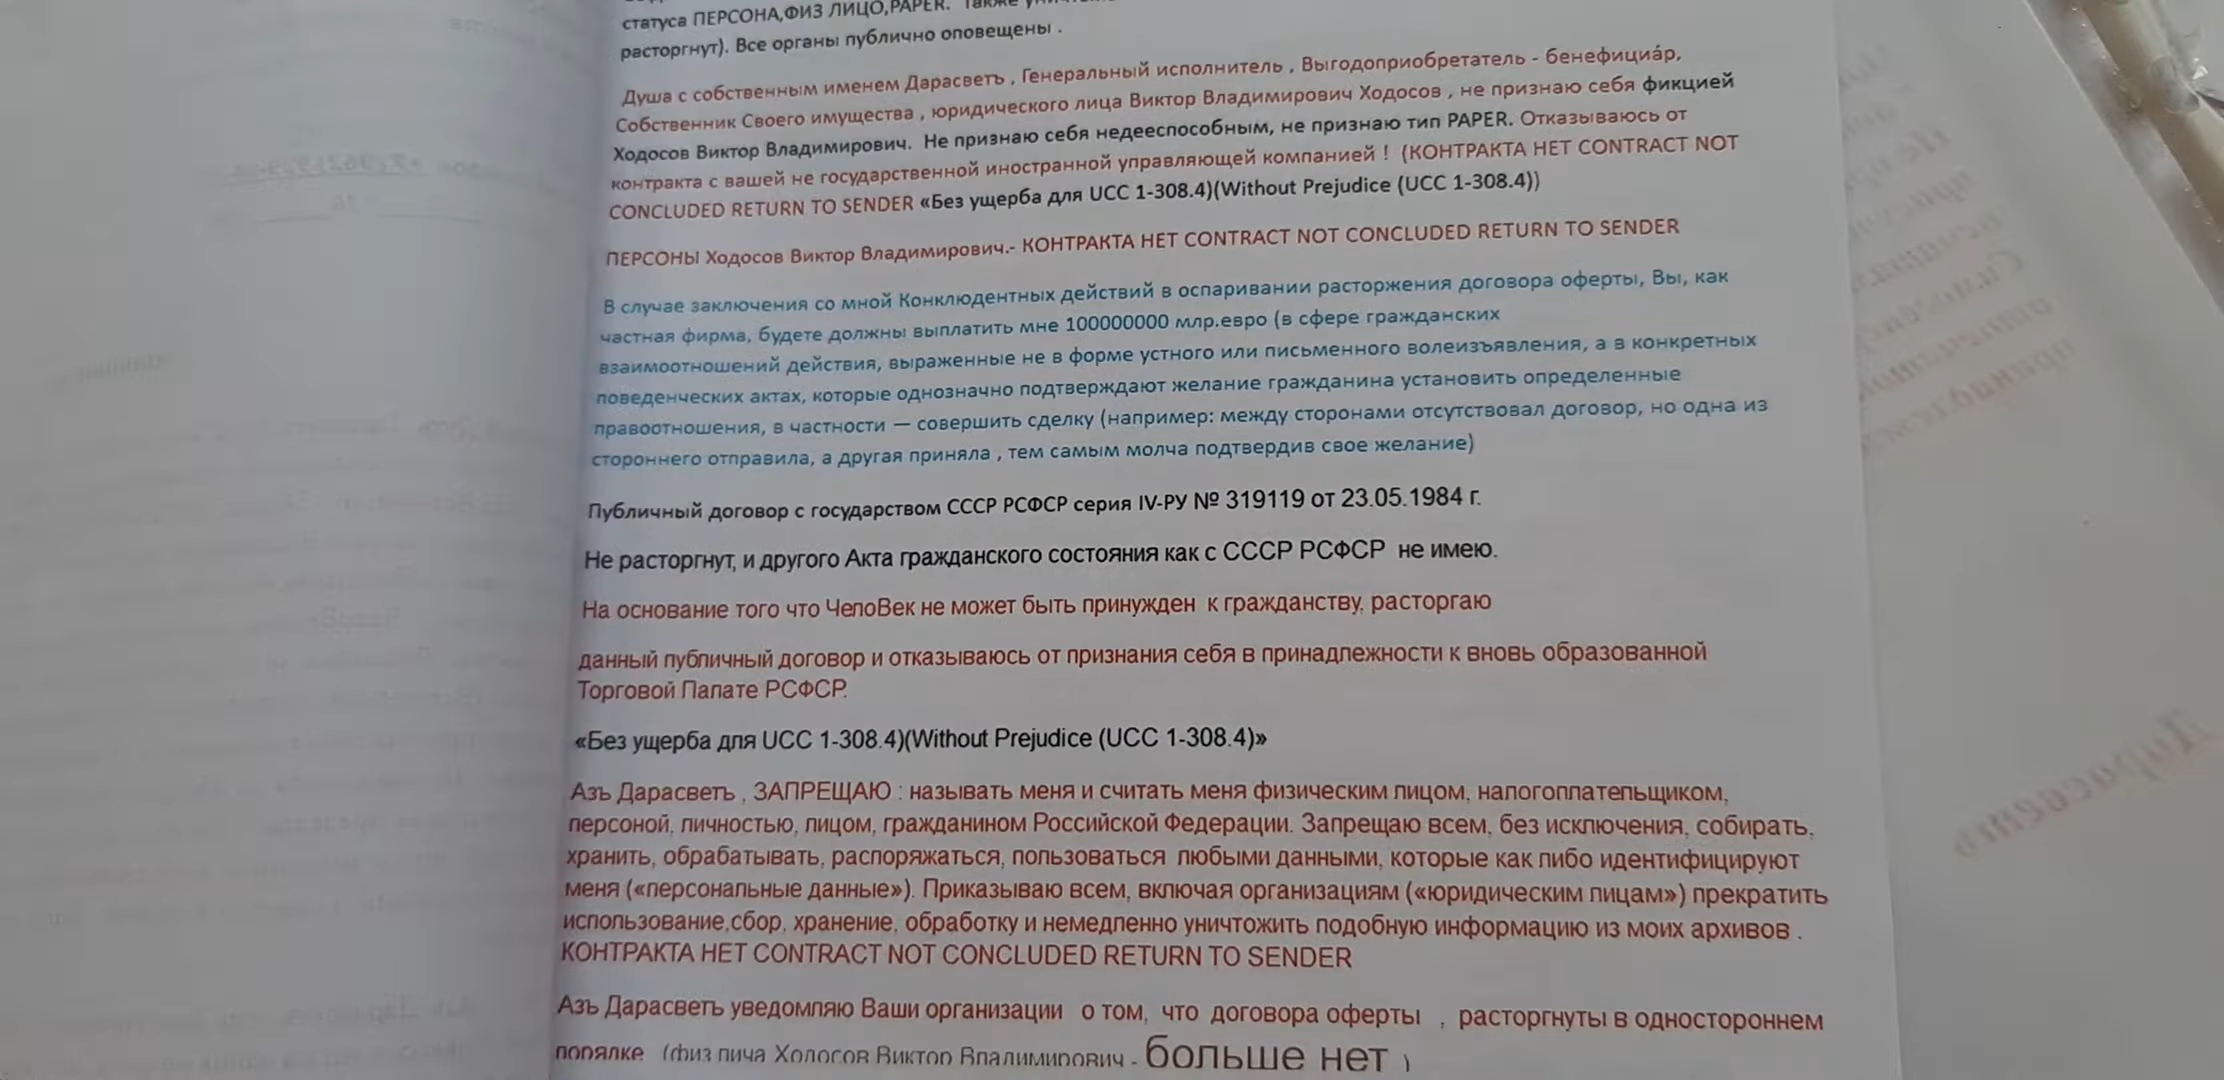 статуса ПЕРСОНА,ФИЗ ЛИЦО,PAPER. Также
расторгнут). Все органы публично оповещены .
Душа с собственным именем Дарасветъ , Генеральный исполнитель , Выгодоприобретатель - бенефициа́р,
Собственник Своего имущества , юридического лица Виктор Владимирович Ходосов , не признаю себя фикцией
Ходосов Виктор Владимирович. Не признаю себя недееспособным, не признаю тип PAPER. Отказываюсь от
контракта с вашей не государственной иностранной управляющей компанией ! (КОНТРАКТА НЕТ CONTRACT NOT
CONCLUDED RETURN TO SENDER «Без ущерба для UCC 1-308.4)(Without Prejudice (UCC 1-308.4))
ПЕРСОНЫ Ходосов Виктор Владимирович.- КОНТРАКТА НЕТ CONTRACT NOT CONCLUDED RETURN TO SENDER
В случае заключения со мной Конклюдентных действий в оспаривании расторжения договора оферты, Вы, как
частная фирма, будете должны выплатить мне 100000000 млр.евро (в сфере гражданских
взаимоотношений действия, выраженные не в форме устного или письменного волеизъявления, а в конкретных
поведенческих актах, которые однозначно подтверждают желание гражданина установить определенные
правоотношения, в частности — совершить сделку (например: между сторонами отсутствовал договор, но одна из
стороннего отправила, а другая приняла , тем самым молча подтвердив свое желание)
Публичный договор с государством СССР РСФСР серия IV-РУ № 319119 от 23.05.1984 г.
Не расторгнут, и другого Акта гражданского состояния как с СССР РСФСР не имею.
На основание того что ЧелоВек не может быть принужден к гражданству, расторгаю
данный публичный договор и отказываюсь от признания себя в принадлежности к вновь образованной
Торговой Палате РСФСР.
«Без ущерба для UCC 1-308.4)(Without Prejudice (UCC 1-308.4)»
Азъ Дарасветъ , ЗАПРЕЩАЮ : называть меня и считать меня физическим лицом, налогоплательщиком,
персоной, личностью, лицом, гражданином Российской Федерации. Запрещаю всем, без исключения, собирать,
хранить, обрабатывать, распоряжаться, пользоваться любыми данными, которые как либо идентифицируют
меня («персональные данные»). Приказываю всем, включая организациям («юридическим лицам») прекратить
использование,сбор, хранение, обработку и немедленно уничтожить подобную информацию из моих архивов .
КОНТРАКТА НЕТ CONTRACT NOT CONCLUDED RETURN TO SENDER
Азъ Дарасветъ уведомляю Ваши организации о том, что договора оферты , расторгнуты в одностороннем
порядке (физ лица Ходосов Виктор Владимирович - больше нет )